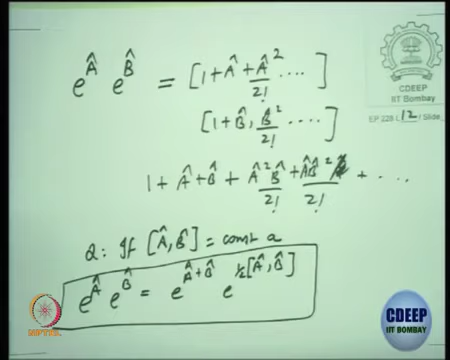 e^Â e^B̂ = [1 + Â + Â²/2! ....]
[1 + B̂, B̂²/2! ....]
1 + Â + B̂ + Â²B̂/2! + ÂB̂²/2! + ...
Q: If [Â, B̂] = const a
e^Â e^B̂ = e^(Â+B̂) e^(1/2[Â, B̂])
CDEEP
IIT Bombay
EP 228 L 12 / Slide
NPTEL
CDEEP
IIT BOMBAY